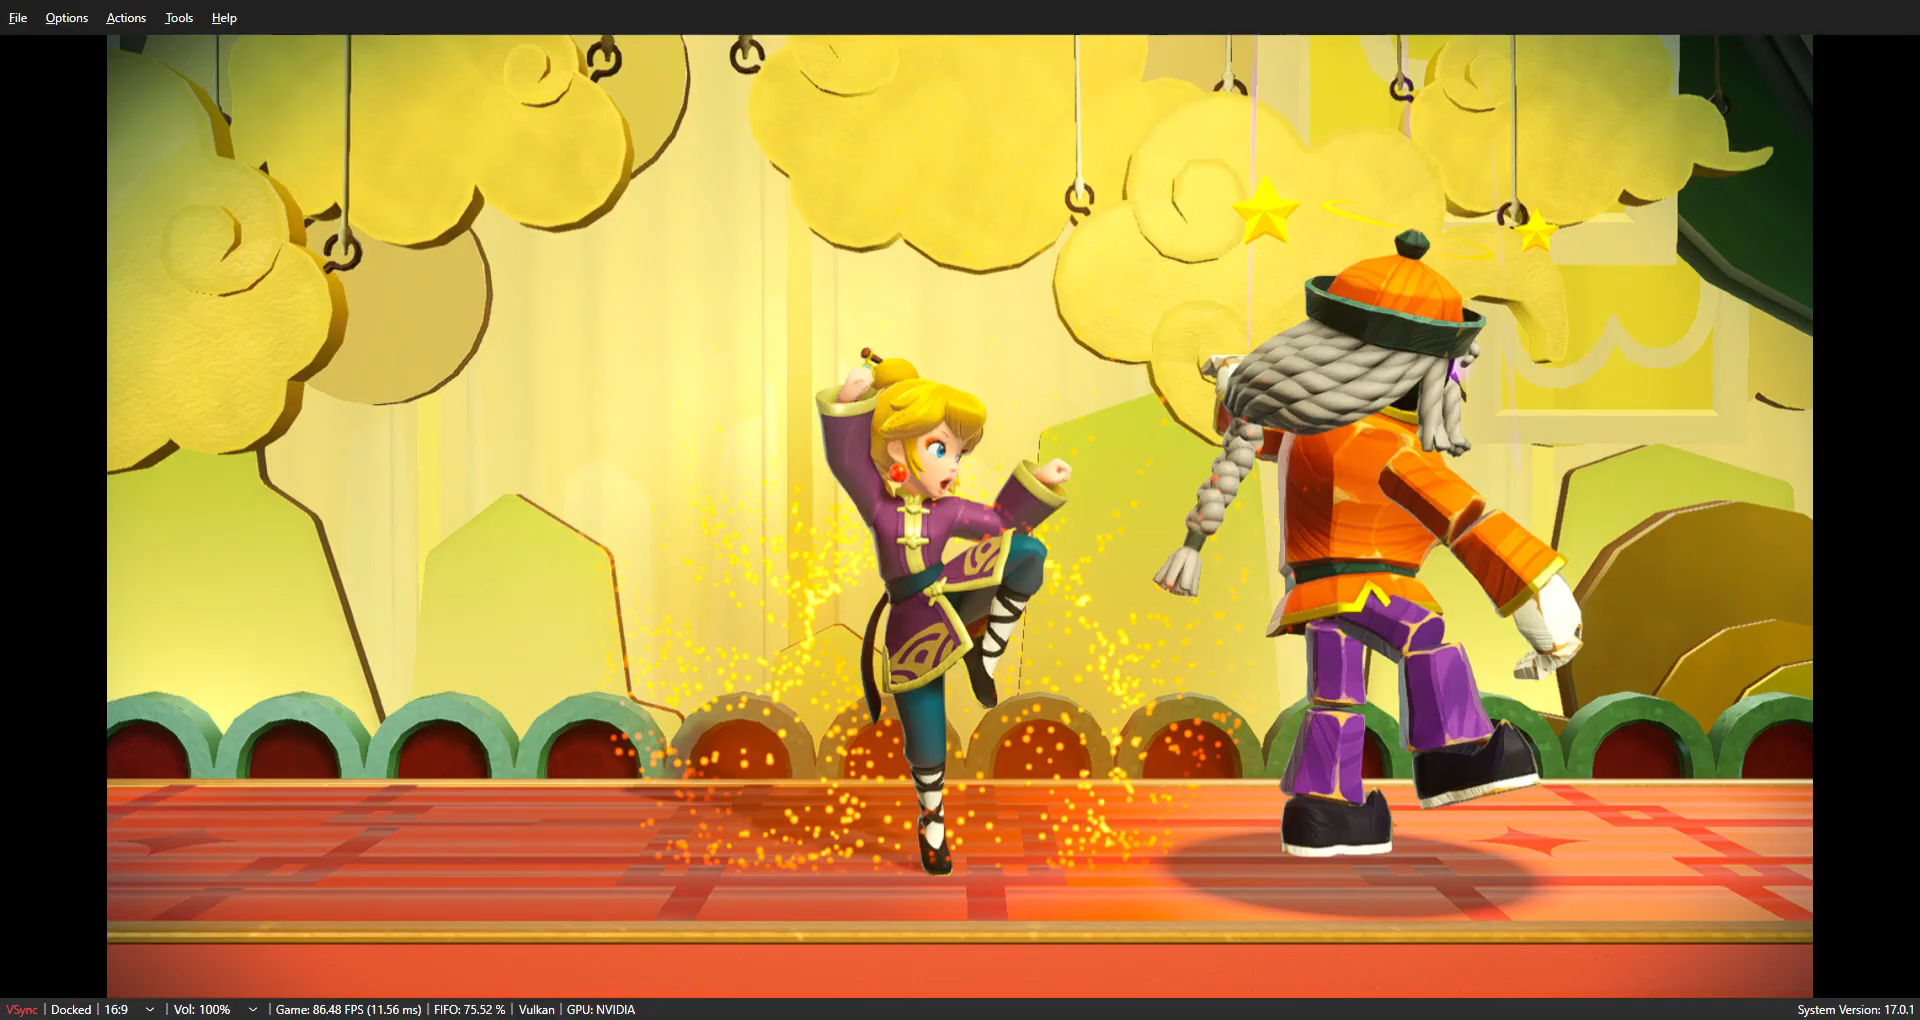 File Options Actions Tools Help
VSync | Docked | 16:9 | Vol: 100% | Game: 86.48 FPS (11.56 ms) | FIFO: 75.52 % | Vulkan | GPU: NVIDIA System Version: 17.0.1